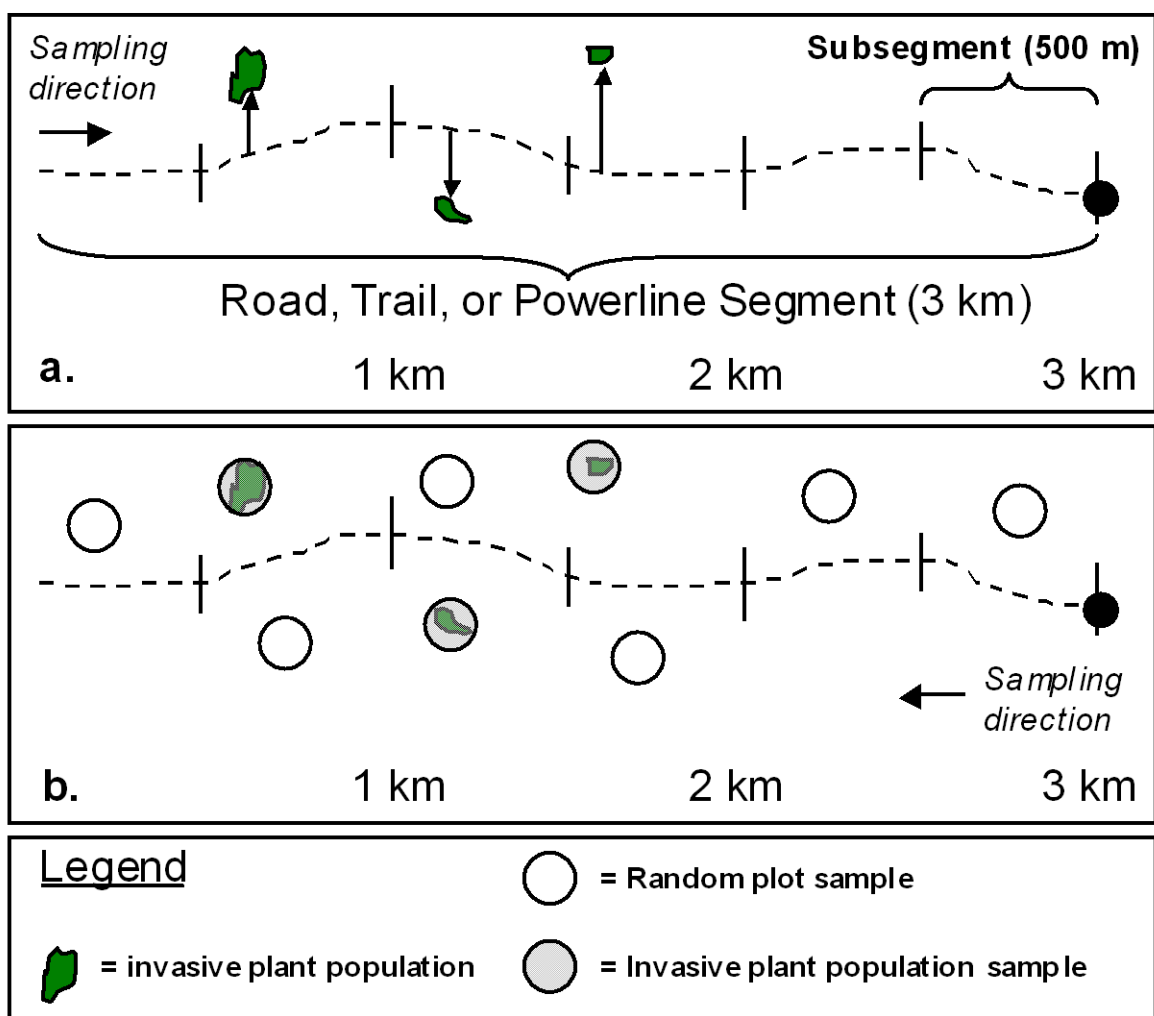 Sampling
direction
Subsegment (500 m)
Road, Trail, or Powerline Segment (3 km)
a.
1 km
2 km
3 km
Sampling
direction
b.
1 km
2 km
3 km
Legend
= Random plot sample
= invasive plant population
= Invasive plant population sample